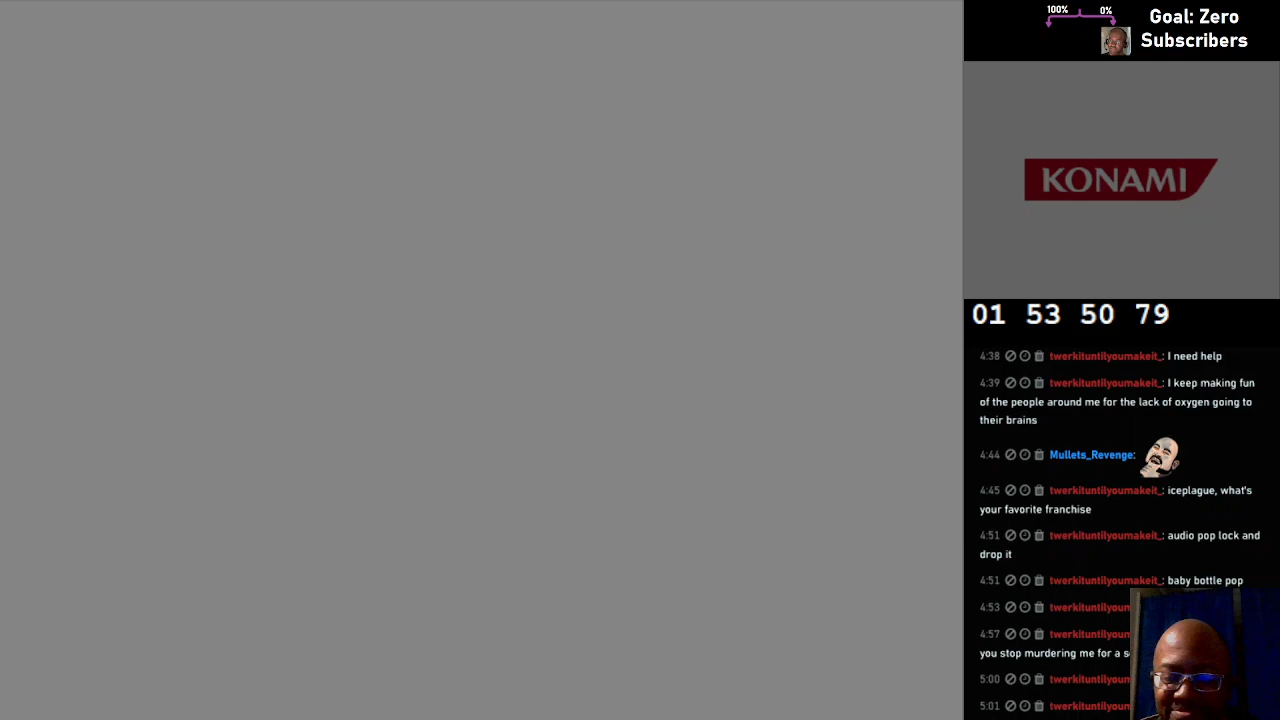 100% 0%
Goal: Zero
Subscribers
KONAMI
01 53 50 79
4:38 twerkituntilyoumakeit_: I need help
4:39 twerkituntilyoumakeit_: I keep making fun
of the people around me for the lack of oxygen going to
their brains
4:44 Mullets_Revenge:
4:45 twerkituntilyoumakeit_: iceplague, what's
your favorite franchise
4:51 twerkituntilyoumakeit_: audio pop lock and
drop it
4:51 twerkituntilyoumakeit_: baby bottle pop
4:53 twerkituntilyoum
4:57 twerkituntilyoum
you stop murdering me for a s
5:00 twerkituntilyoum
5:01 twerkituntilyoum